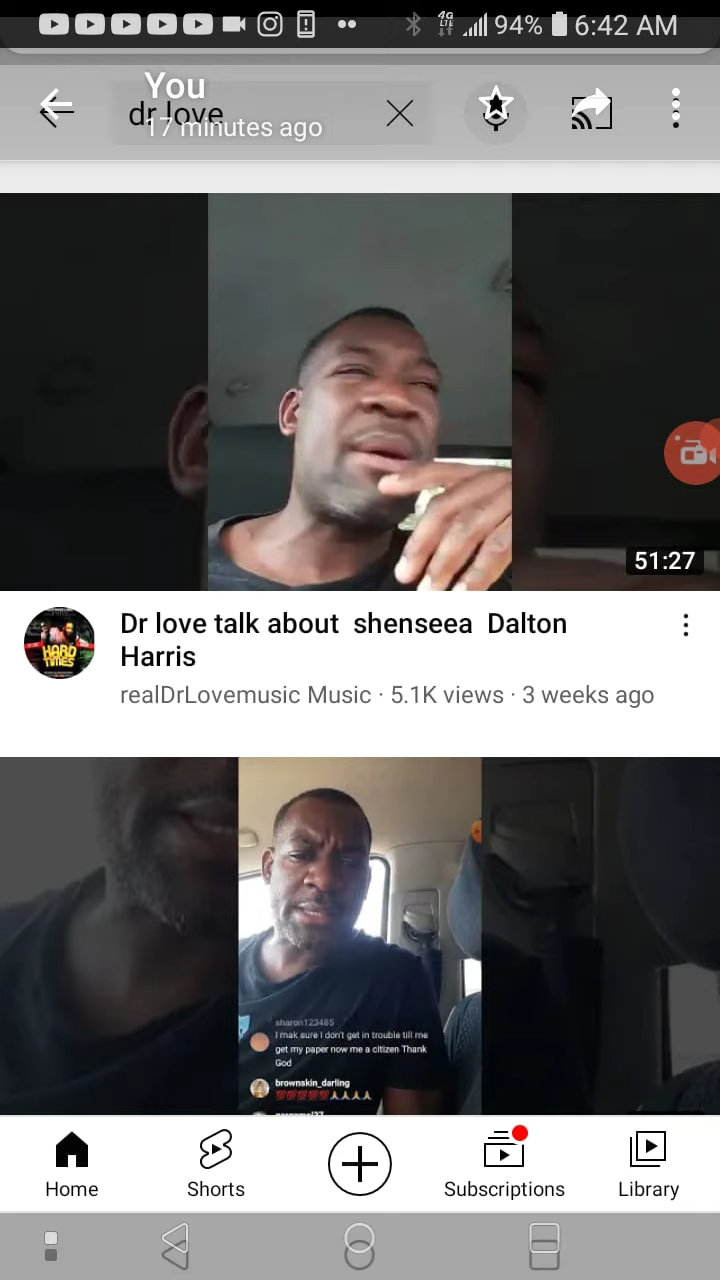 94% 6:42 AM
You
dr love
17 minutes ago
51:27
HARD
TIMES
Dr love talk about shenseea Dalton
Harris
realDrLovemusic Music · 5.1K views · 3 weeks ago
sharon123485
I mak sure I don't get in trouble till me
get my paper now me a citizen Thank
God
brownskin_darling
Home Shorts Subscriptions Library